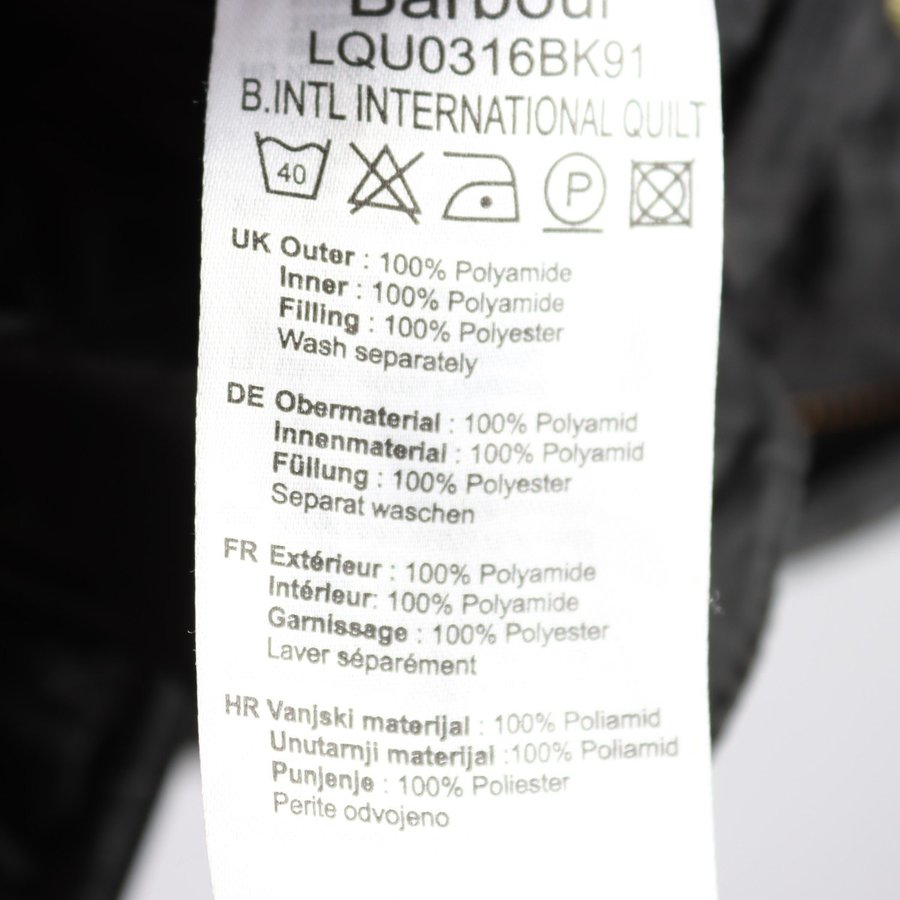 Barbour
LQU0316BK91
B.INTL INTERNATIONAL QUILT
40
P
UK Outer : 100% Polyamide
Inner : 100% Polyamide
Filling : 100% Polyester
Wash separately
DE Obermaterial : 100% Polyamid
Innenmaterial : 100% Polyamid
Füllung : 100% Polyester
Separat waschen
FR Extérieur : 100% Polyamide
Intérieur: 100% Polyamide
Garnissage : 100% Polyester
Laver séparément
HR Vanjski materijal : 100% Poliamid
Unutarnji materijal :100% Poliamid
Punjenje : 100% Poliester
Perite odvojeno